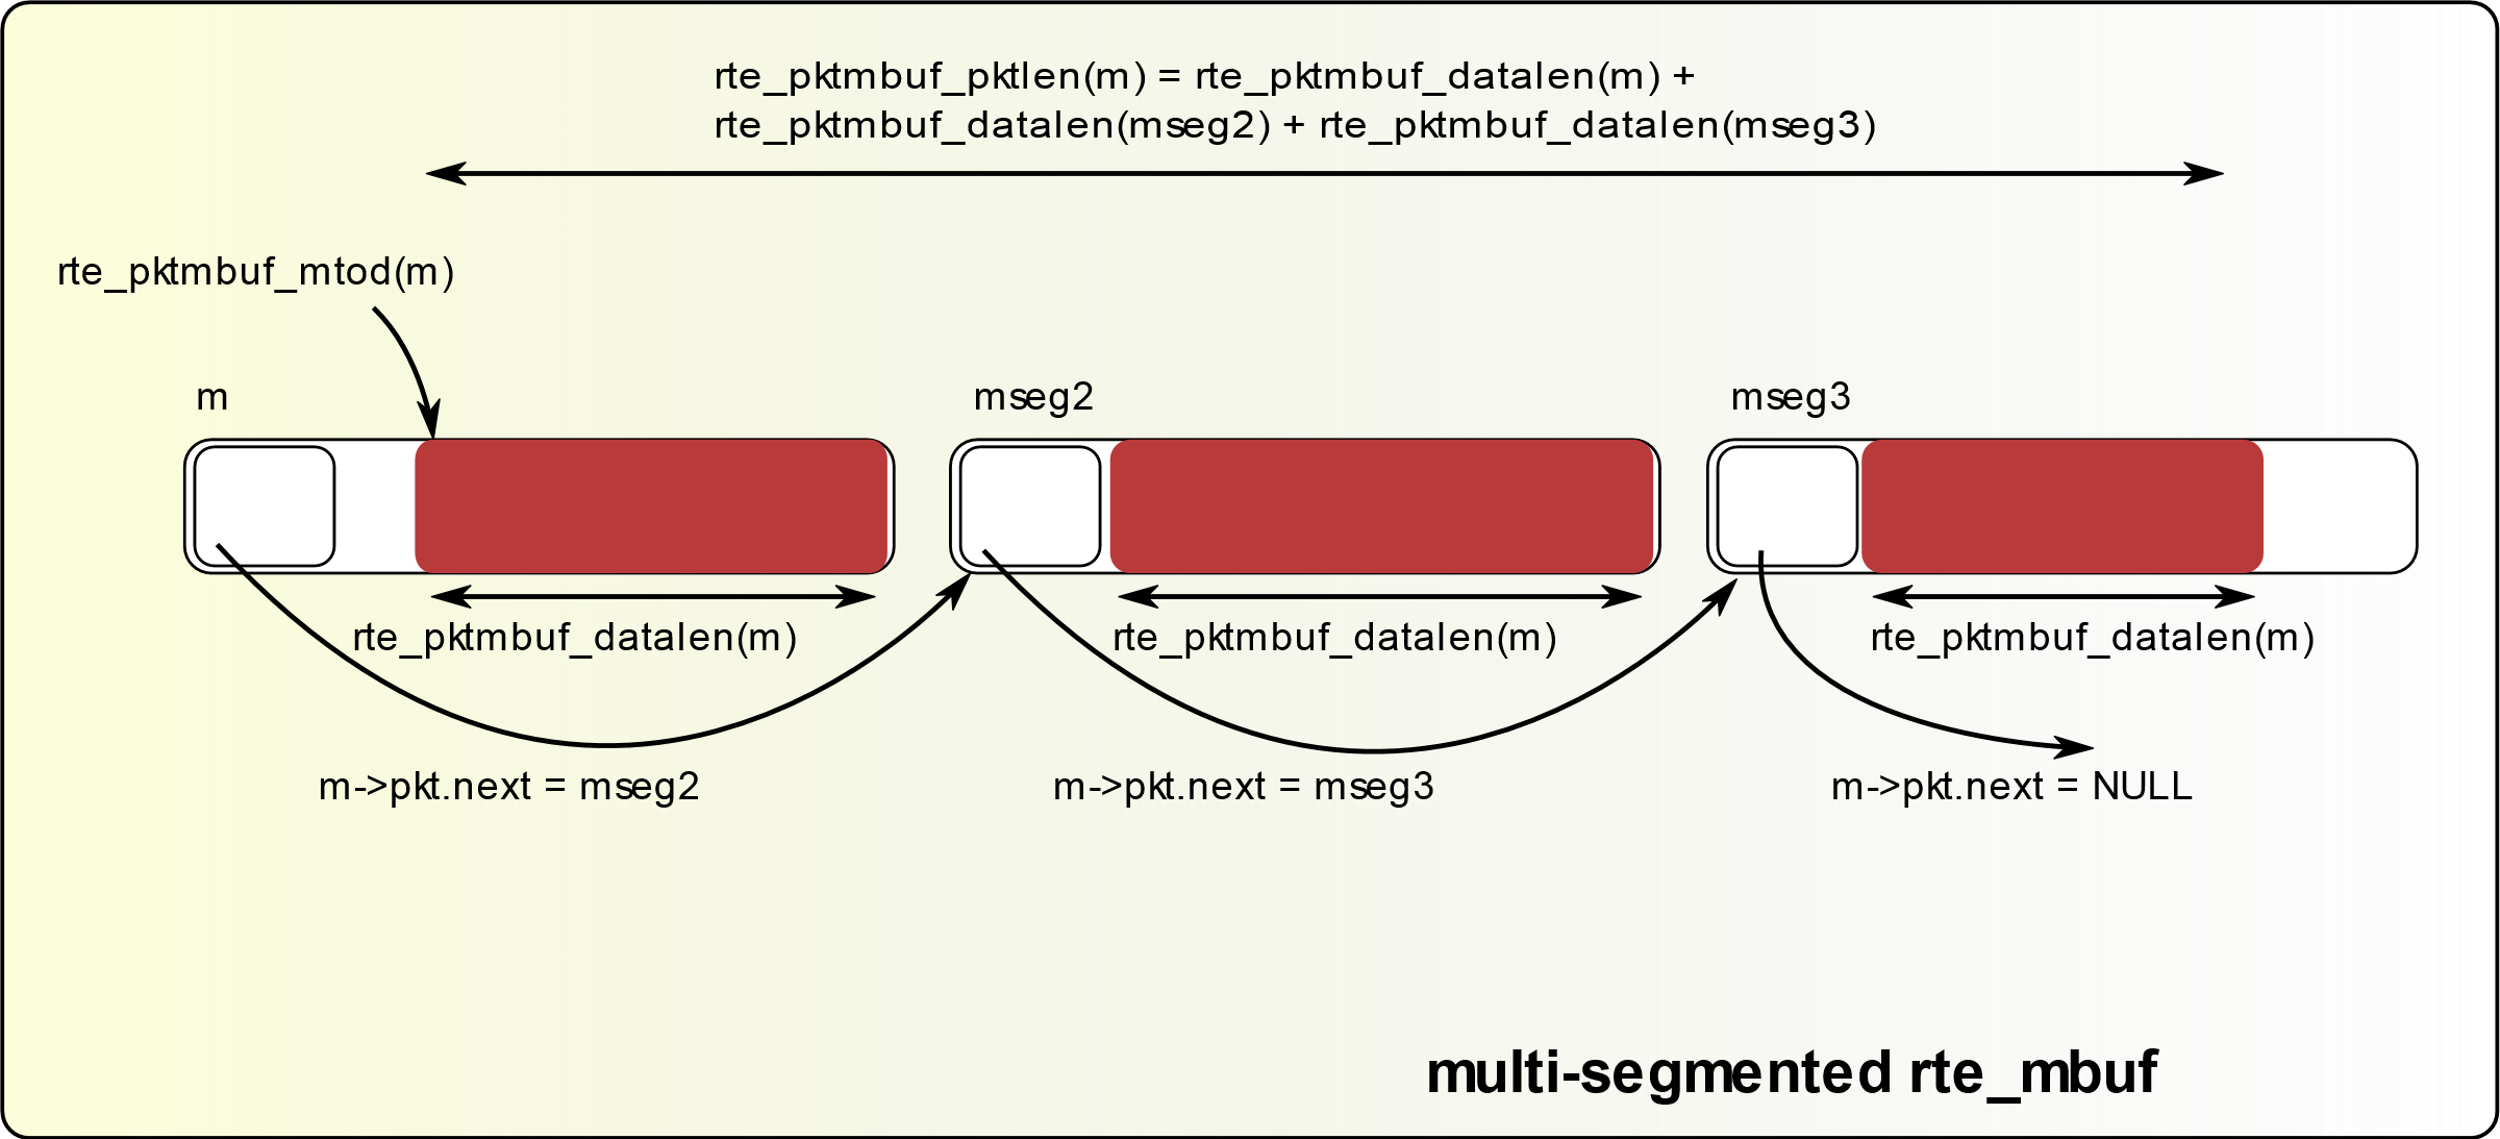 rte_pktmbuf_pktlen(m) = rte_pktmbuf_datalen(m) +
rte_pktmbuf_datalen(mseg2) + rte_pktmbuf_datalen(mseg3)
rte_pktmbuf_mtod(m)
m
mseg2
mseg3
rte_pktmbuf_datalen(m)
rte_pktmbuf_datalen(m)
rte_pktmbuf_datalen(m)
m->pkt.next = mseg2
m->pkt.next = mseg3
m->pkt.next = NULL
multi-segmented rte_mbuf